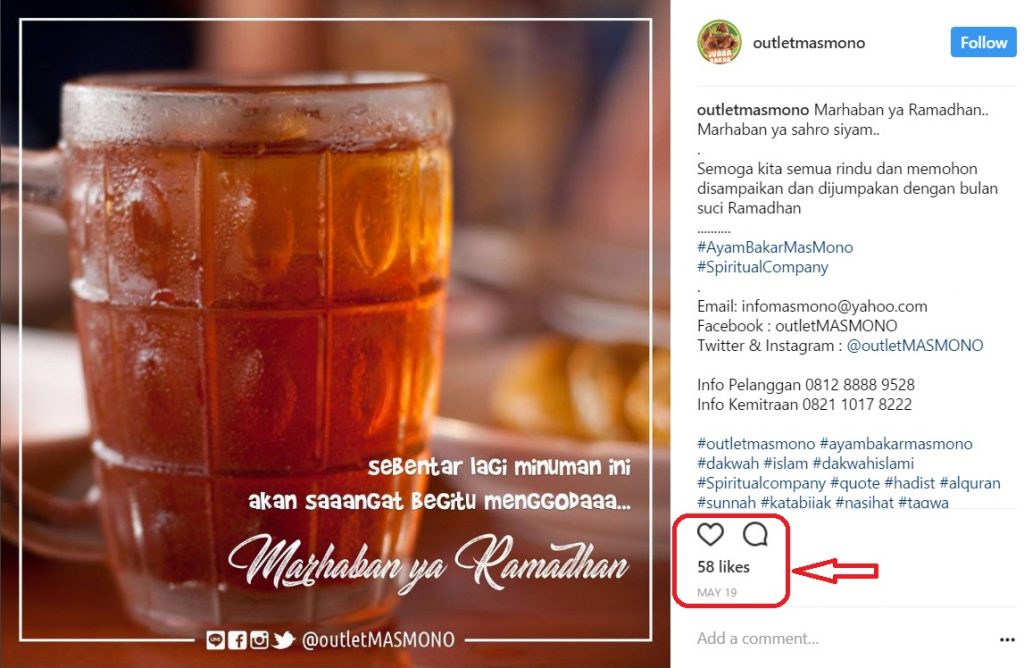 sebentar lagi minuman ini
akan saaangat begitu menggodaaa...
Marhaban ya Ramadhan
LINE
@outletMASMONO
JUARA
BAKAR
outletmasmono
Follow
outletmasmono Marhaban ya Ramadhan..
Marhaban ya sahro siyam..
.
Semoga kita semua rindu dan memohon
disampaikan dan dijumpakan dengan bulan
suci Ramadhan
..........
#AyamBakarMasMono
#SpiritualCompany
.
Email: infomasmono@yahoo.com
Facebook : outletMASMONO
Twitter & Instagram : @outletMASMONO
Info Pelanggan 0812 8888 9528
Info Kemitraan 0821 1017 8222
#outletmasmono #ayambakarmasmono
#dakwah #islam #dakwahislami
#Spiritualcompany #quote #hadist #alquran
#sunnah #katabijak #nasihat #taqwa
58 likes
MAY 19
Add a comment...